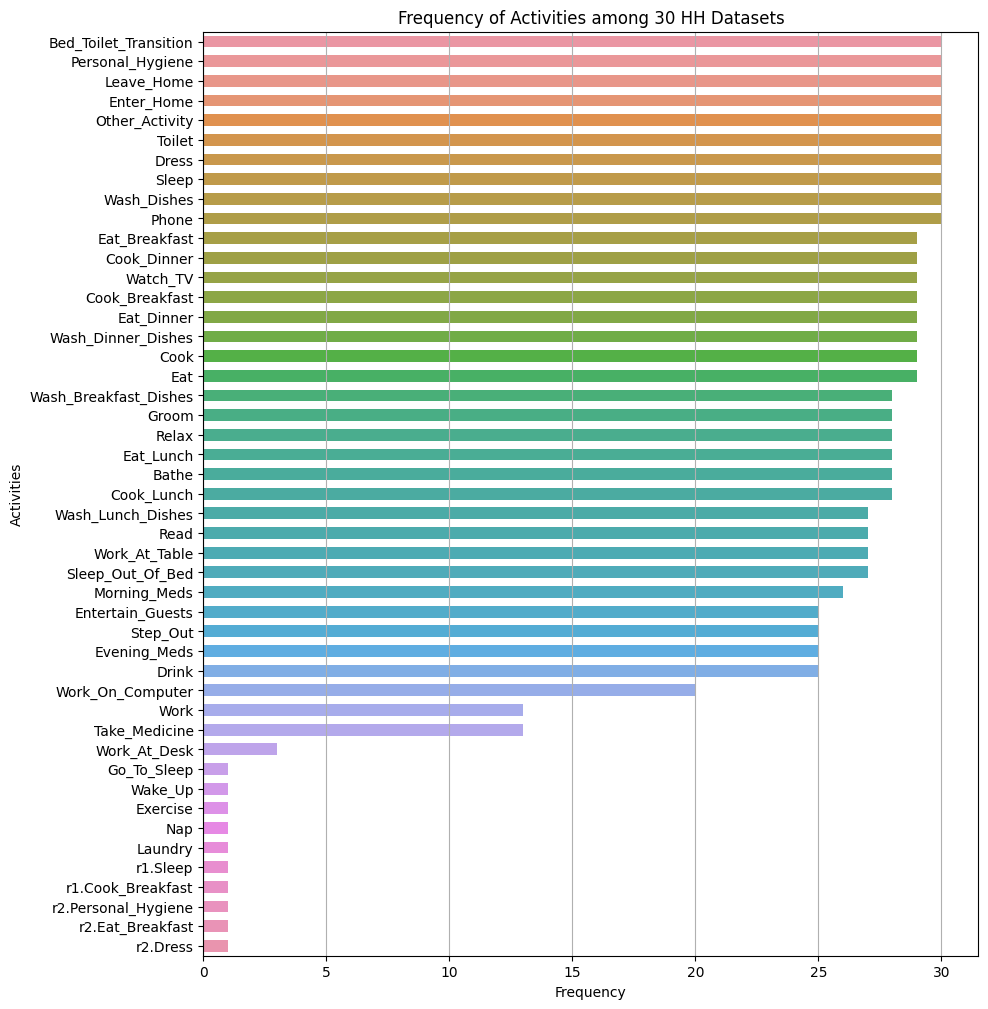 Frequency of Activities among 30 HH Datasets
Activities
Bed_Toilet_Transition
Personal_Hygiene
Leave_Home
Enter_Home
Other_Activity
Toilet
Dress
Sleep
Wash_Dishes
Phone
Eat_Breakfast
Cook_Dinner
Watch_TV
Cook_Breakfast
Eat_Dinner
Wash_Dinner_Dishes
Cook
Eat
Wash_Breakfast_Dishes
Groom
Relax
Eat_Lunch
Bathe
Cook_Lunch
Wash_Lunch_Dishes
Read
Work_At_Table
Sleep_Out_Of_Bed
Morning_Meds
Entertain_Guests
Step_Out
Evening_Meds
Drink
Work_On_Computer
Work
Take_Medicine
Work_At_Desk
Go_To_Sleep
Wake_Up
Exercise
Nap
Laundry
r1.Sleep
r1.Cook_Breakfast
r2.Personal_Hygiene
r2.Eat_Breakfast
r2.Dress
0 5 10 15 20 25 30
Frequency